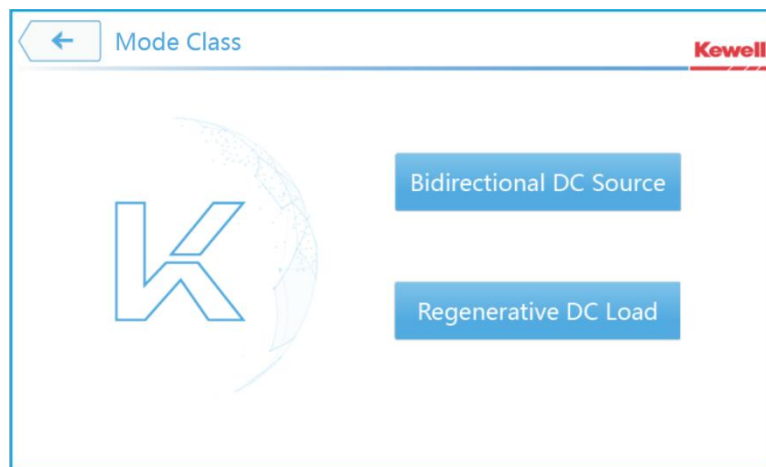 Mode Class
Kewell
Bidirectional DC Source
Regenerative DC Load